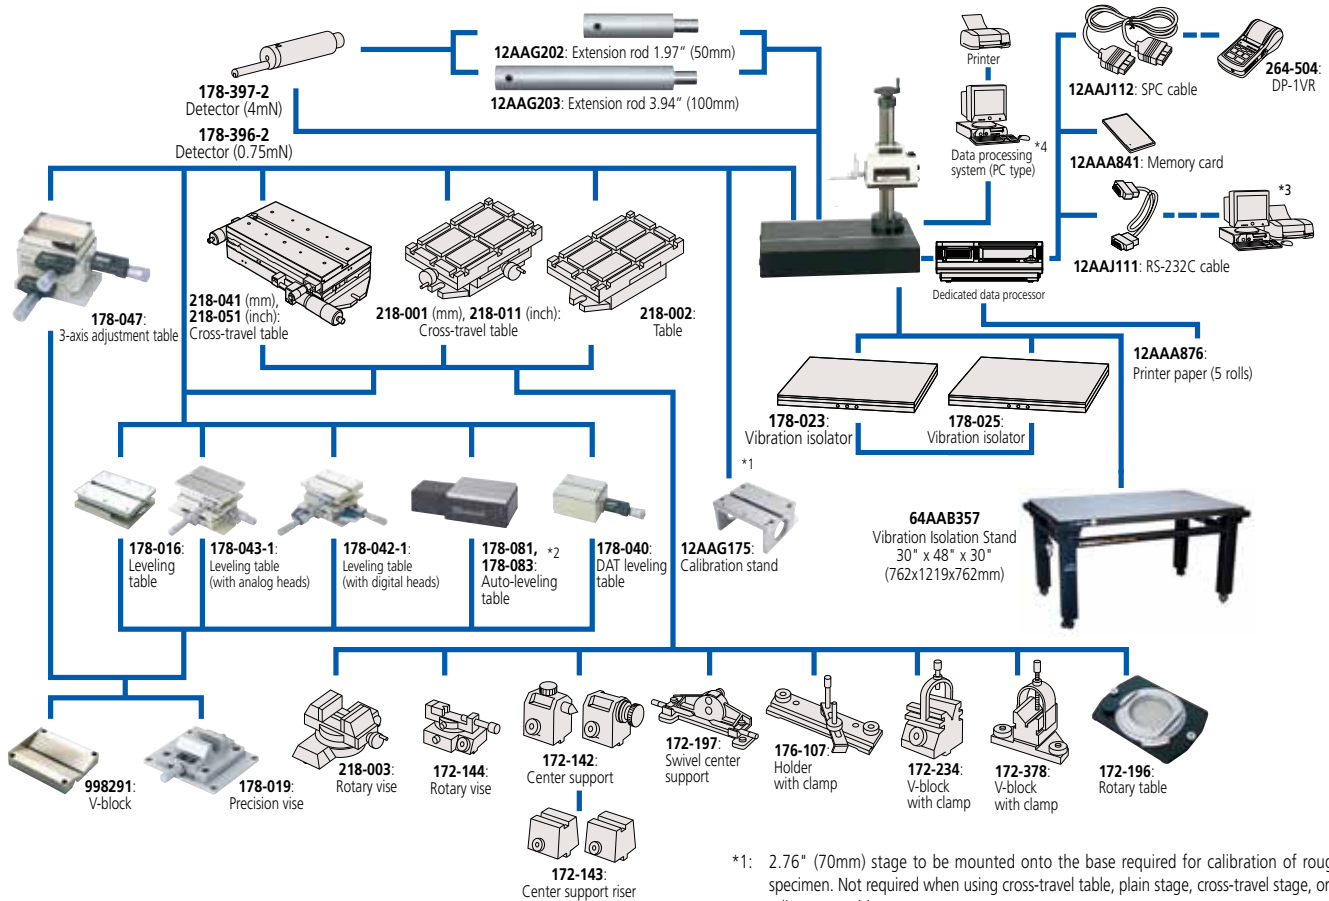 12AAG202: Extension rod 1.97" (50mm)
12AAG203: Extension rod 3.94" (100mm)
178-397-2
Detector (4mN)
178-396-2
Detector (0.75mN)
Printer
Data processing
system (PC type)
*4
12AAJ112: SPC cable
264-504:
DP-1VR
12AAA841: Memory card
*3
12AAJ111: RS-232C cable
Dedicated data processor
178-047:
3-axis adjustment table
218-041 (mm),
218-051 (inch):
Cross-travel table
218-001 (mm), 218-011 (inch):
Cross-travel table
218-002:
Table
12AAA876:
Printer paper (5 rolls)
178-023:
Vibration isolator
178-025:
Vibration isolator
*1
178-016:
Leveling
table
178-043-1:
Leveling table
(with analog heads)
178-042-1:
Leveling table
(with digital heads)
178-081,
178-083:
*2
Auto-leveling
table
178-040:
DAT leveling
table
12AAG175:
Calibration stand
64AAB357
Vibration Isolation Stand
30" x 48" x 30"
(762x1219x762mm)
998291:
V-block
178-019:
Precision vise
218-003:
Rotary vise
172-144:
Rotary vise
172-142:
Center support
172-197:
Swivel center
support
176-107:
Holder
with clamp
172-234:
V-block
with clamp
172-378:
V-block
with clamp
172-196:
Rotary table
172-143:
Center support riser
*1: 2.76" (70mm) stage to be mounted onto the base required for calibration of roug
specimen. Not required when using cross-travel table, plain stage, cross-travel stage, or